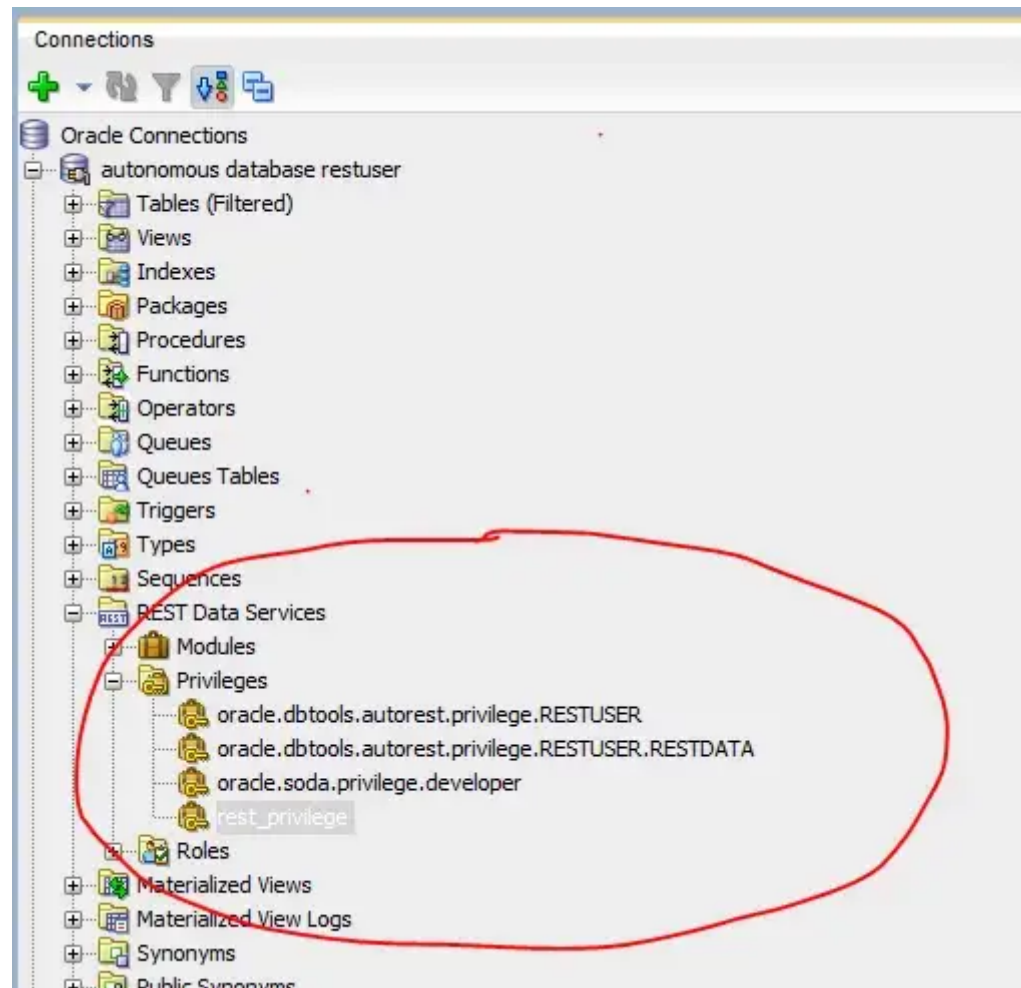 Connections
Oracle Connections
autonomous database restuser
Tables (Filtered)
Views
Indexes
Packages
Procedures
Functions
Operators
Queues
Queues Tables
Triggers
Types
Sequences
REST Data Services
Modules
Privileges
oracle.dbtools.autorest.privilege.RESTUSER
oracle.dbtools.autorest.privilege.RESTUSER.RESTDATA
oracle.soda.privilege.developer
rest_privilege
Roles
Materialized Views
Materialized View Logs
Synonyms
Public Synonyms